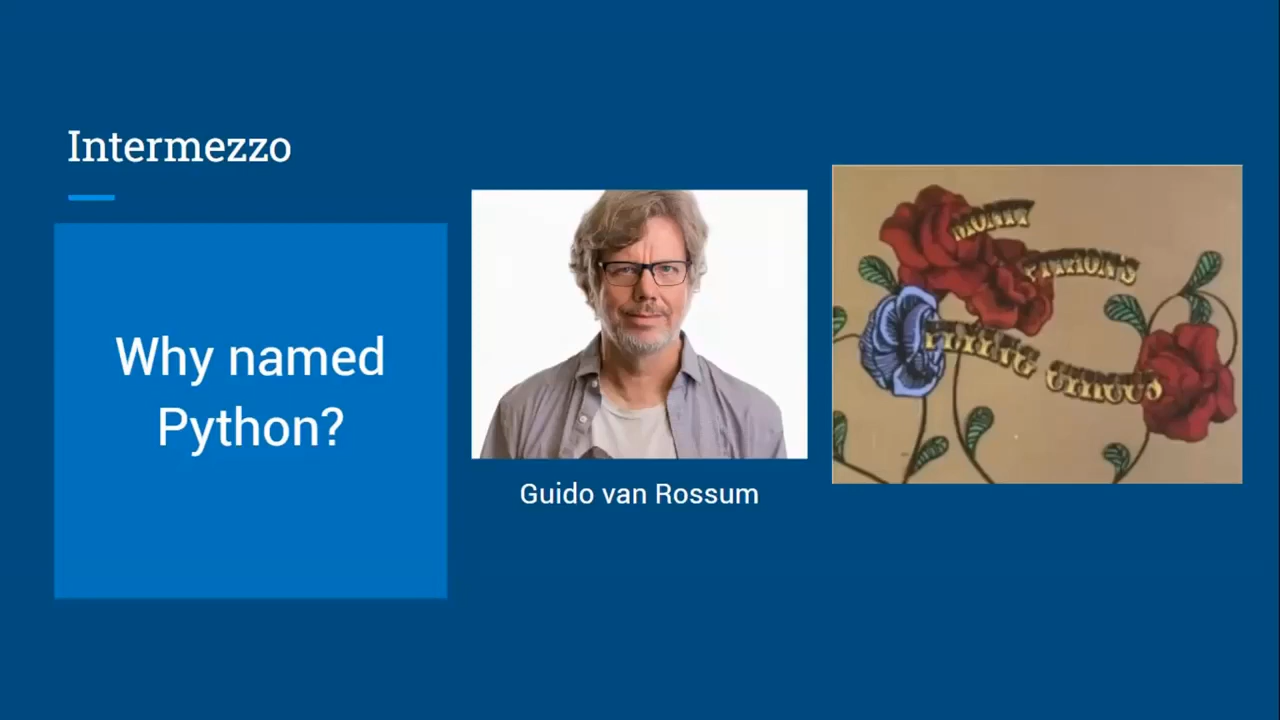 Intermezzo
Why named
Python?
Guido van Rossum
MONTY
PYTHON'S
FLYING CIRCUS